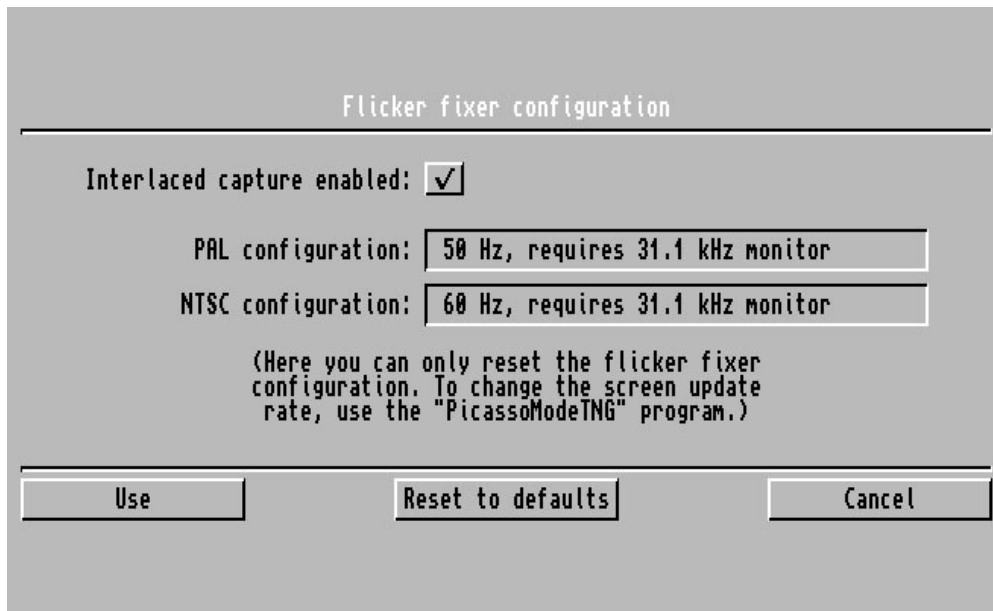 Flicker fixer configuration
Interlaced capture enabled: ✓
PAL configuration: 50 Hz, requires 31.1 kHz monitor
NTSC configuration: 60 Hz, requires 31.1 kHz monitor
(Here you can only reset the flicker fixer
configuration. To change the screen update
rate, use the "PicassoModeTNG" program.)
Use Reset to defaults Cancel